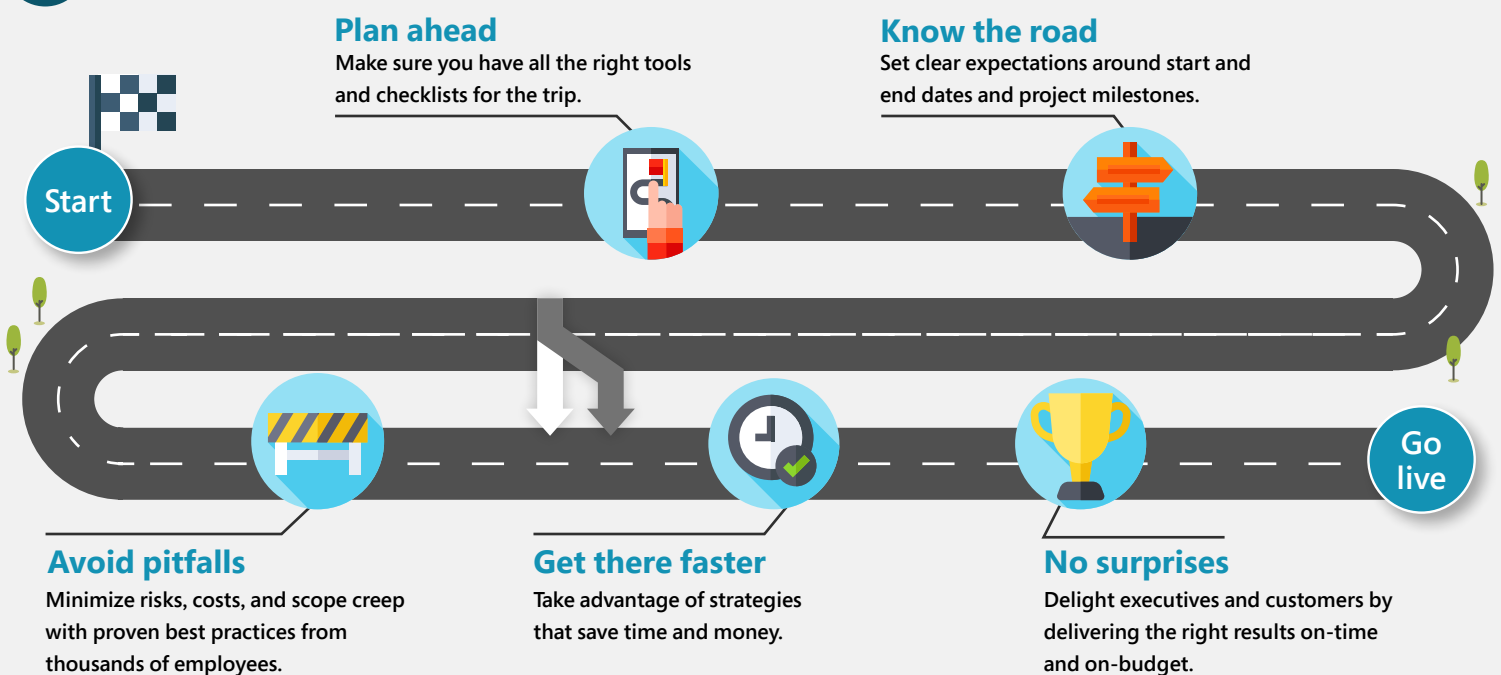 Plan ahead
Make sure you have all the right tools
and checklists for the trip.
Know the road
Set clear expectations around start and
end dates and project milestones.
Start
Go
live
Avoid pitfalls
Minimize risks, costs, and scope creep
with proven best practices from
thousands of employees.
Get there faster
Take advantage of strategies
that save time and money.
No surprises
Delight executives and customers by
delivering the right results on-time
and on-budget.